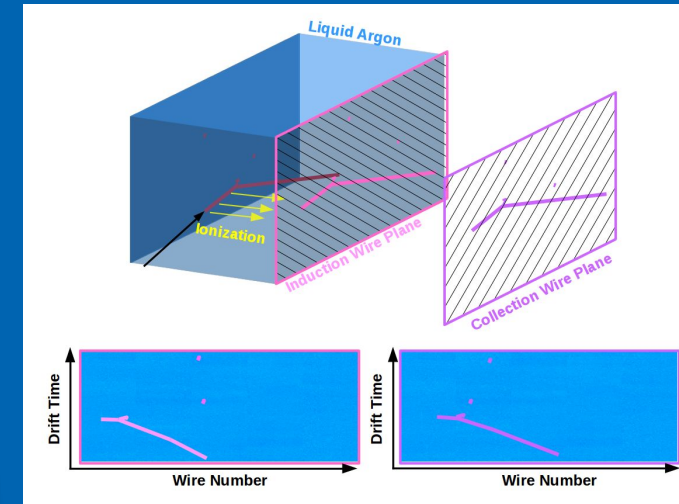 Liquid Argon
Ionization
Induction Wire Plane
Collection Wire Plane
Drift Time
Wire Number
Drift Time
Wire Number